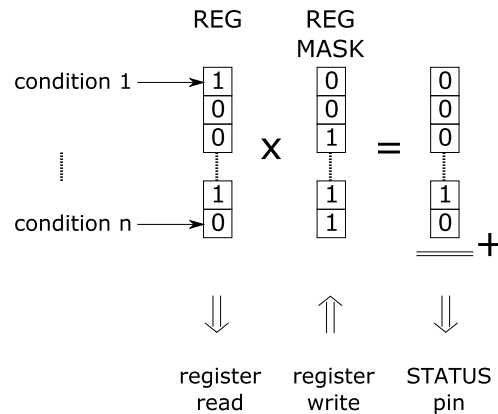 REG REG
MASK
condition 1 1 0 0
0 0 0
0 x 1 = 0
1 1 1
condition n 0 1 0
+
register register STATUS
read write pin